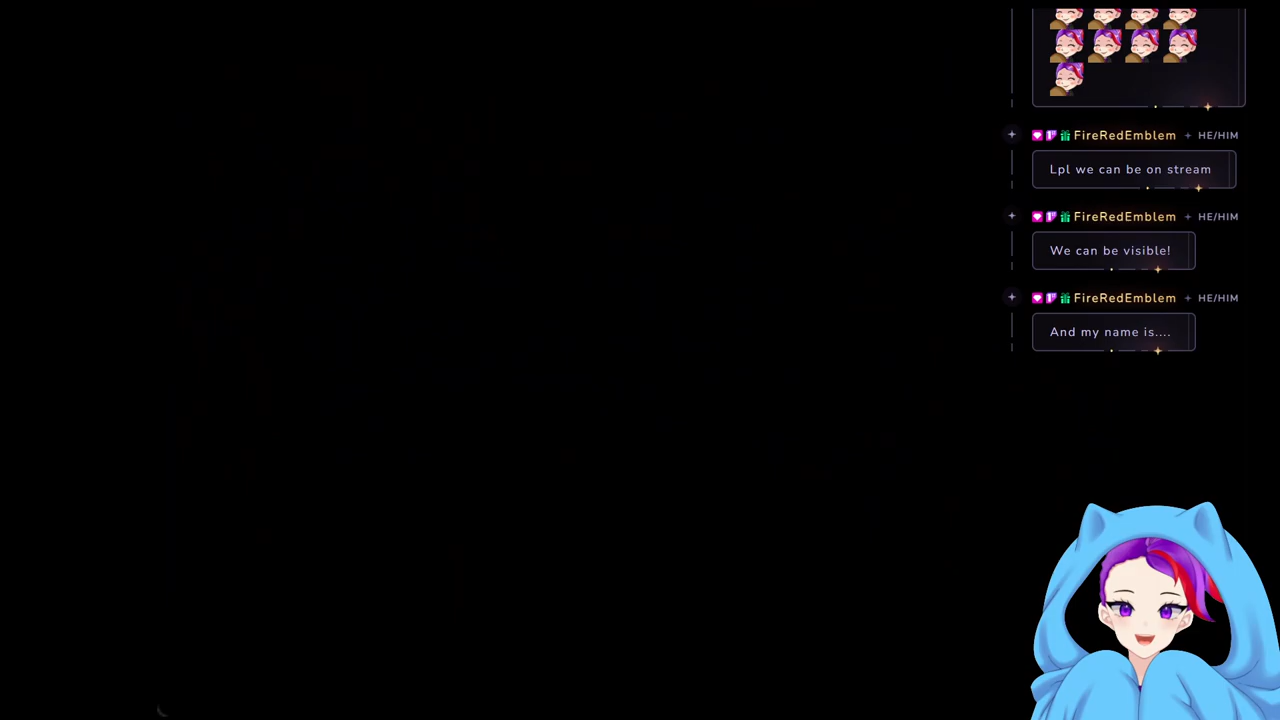 FireRedEmblem HE/HIM
Lpl we can be on stream
FireRedEmblem HE/HIM
We can be visible!
FireRedEmblem HE/HIM
And my name is....